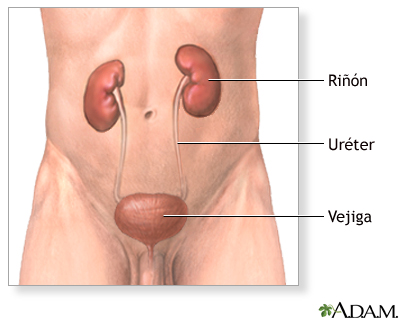 Riñón
Uréter
Vejiga
A.D.A.M.